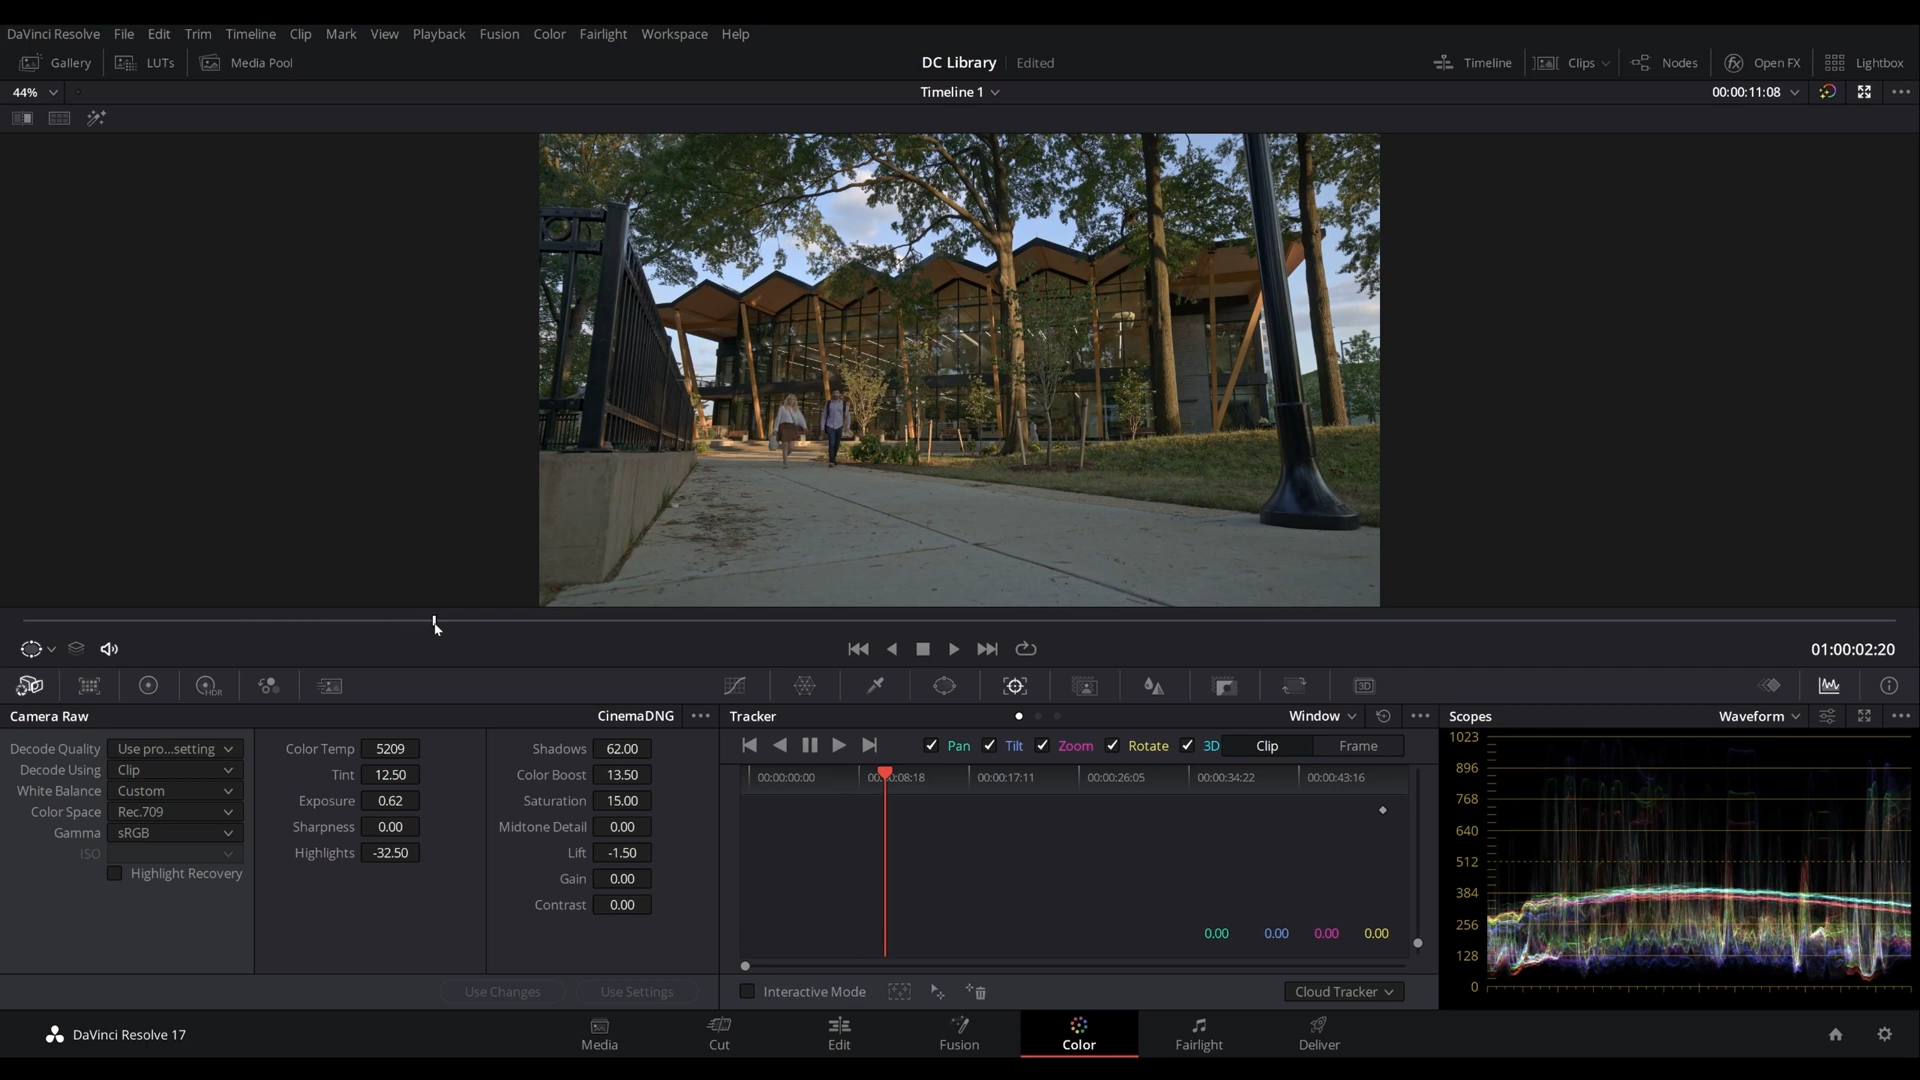 DaVinci Resolve File Edit Trim Timeline Clip Mark View Playback Fusion Color Fairlight Workspace Help
Gallery LUTs Media Pool DC Library Edited Timeline Clips Nodes Open FX Lightbox
44% Timeline 1 00:00:11:08
01:00:02:20
HDR 3D
Camera Raw CinemaDNG Tracker Window Scopes Waveform
Decode Quality Use pro...setting
Decode Using Clip
White Balance Custom
Color Space Rec.709
Gamma sRGB
ISO
Highlight Recovery
Color Temp 5209
Tint 12.50
Exposure 0.62
Sharpness 0.00
Highlights -32.50
Shadows 62.00
Color Boost 13.50
Saturation 15.00
Midtone Detail 0.00
Lift -1.50
Gain 0.00
Contrast 0.00
Use Changes Use Settings
Pan Tilt Zoom Rotate 3D Clip Frame
00:00:00:00 00:00:08:18 00:00:17:11 00:00:26:05 00:00:34:22 00:00:43:16
0.00 0.00 0.00 0.00
Interactive Mode Cloud Tracker
1023
896
768
640
512
384
256
128
0
DaVinci Resolve 17 Media Cut Edit Fusion Color Fairlight Deliver